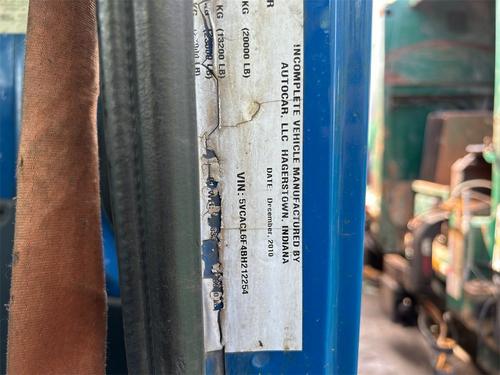 INCOMPLETE VEHICLE MANUFACTURED BY
AUTOCAR, LLC HAGERSTOWN, INDIANA
DATE: December, 2010
R
KG (20000 LB)
VIN: 5VCACL6F4BH212254
KG (13200 LB)